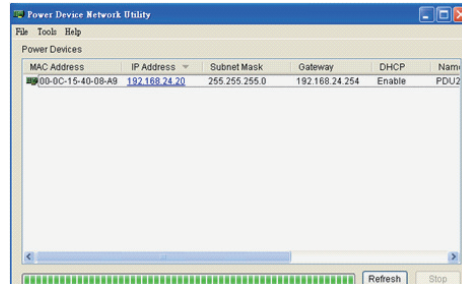 Power Device Network Utility
File Tools Help
Power Devices
MAC Address IP Address Subnet Mask Gateway DHCP Name
00-0C-15-40-08-A9 192.168.24.20 255.255.255.0 192.168.24.254 Enable PDU2
Refresh Stop